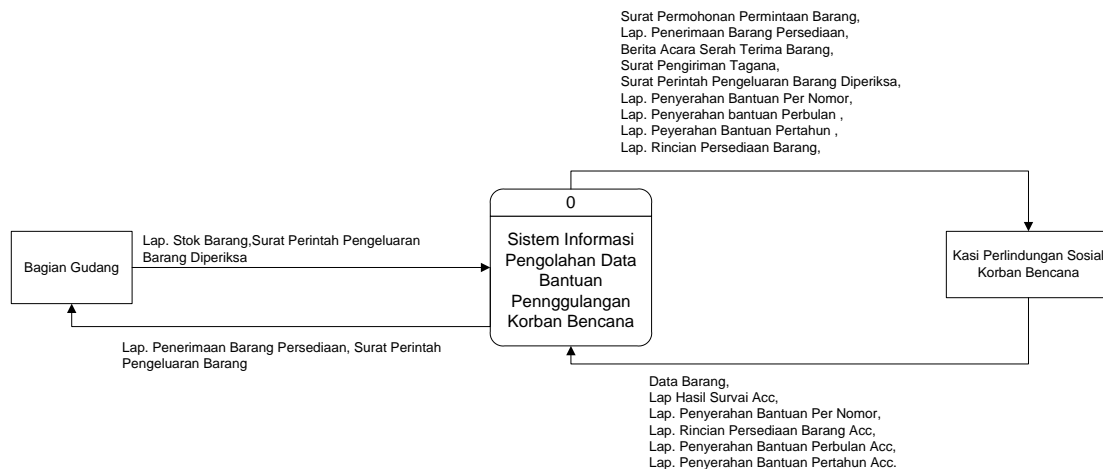 Surat Permohonan Permintaan Barang,
Lap. Penerimaan Barang Persediaan,
Berita Acara Serah Terima Barang,
Surat Pengiriman Tagana,
Surat Perintah Pengeluaran Barang Diperiksa,
Lap. Penyerahan Bantuan Per Nomor,
Lap. Penyerahan bantuan Perbulan ,
Lap. Peyerahan Bantuan Pertahun ,
Lap. Rincian Persediaan Barang,
0
Sistem Informasi
Pengolahan Data
Bantuan
Pennggulangan
Korban Bencana
Lap. Stok Barang,Surat Perintah Pengeluaran
Barang Diperiksa
Bagian Gudang
Kasi Perlindungan Sosial
Korban Bencana
Lap. Penerimaan Barang Persediaan, Surat Perintah
Pengeluaran Barang
Data Barang,
Lap Hasil Survai Acc,
Lap. Penyerahan Bantuan Per Nomor,
Lap. Rincian Persediaan Barang Acc,
Lap. Penyerahan Bantuan Perbulan Acc,
Lap. Penyerahan Bantuan Pertahun Acc.